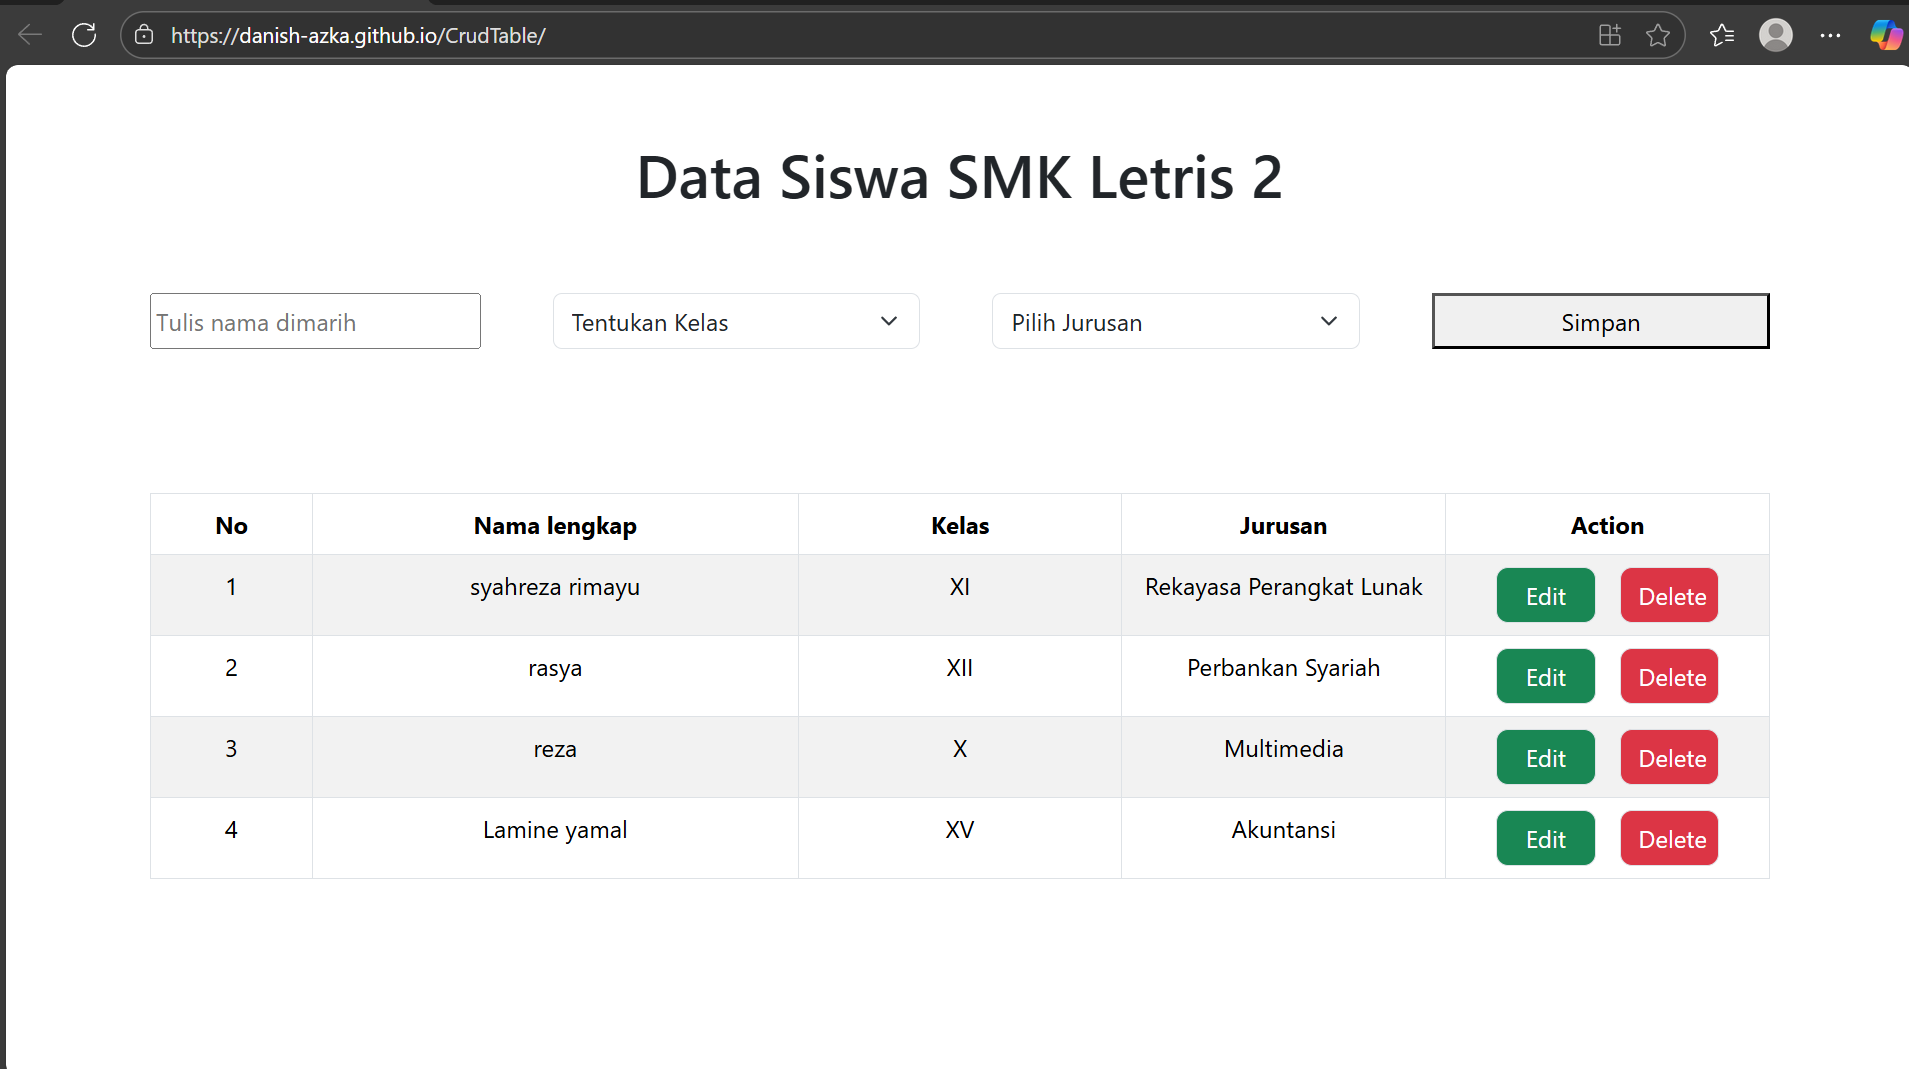 https://danish-azka.github.io/CrudTable/
Data Siswa SMK Letris 2
Tulis nama dimarih
Tentukan Kelas
Pilih Jurusan
Simpan
No Nama lengkap Kelas Jurusan Action
1 syahreza rimayu XI Rekayasa Perangkat Lunak Edit Delete
2 rasya XII Perbankan Syariah Edit Delete
3 reza X Multimedia Edit Delete
4 Lamine yamal XV Akuntansi Edit Delete